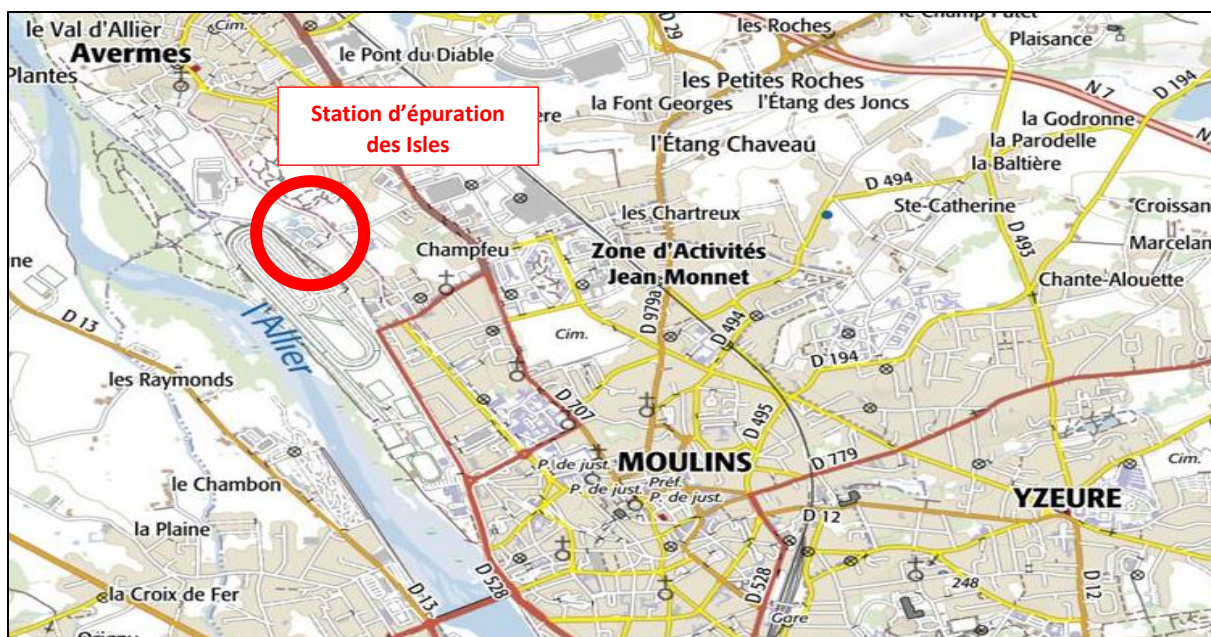 le Val d'Allier
Cim.
Avermes
Plantes
le Pont du Diable
D 29
les Roches
Plaisance
N 7
D 194
les Petites Roches
la Font Georges
l'Étang des Joncs
la Godronne
la Parodelle
la Baltière
l'Étang Chaveau
Station d'épuration
des Isles
D 494
les Chartreux
Ste-Catherine
Champfeu
Zone d'Activités
Jean Monnet
D 493
Chante-Alouette
D 13
l'Allier
Cim.
D 979a
D 494
D 194
les Raymonds
D 707
D 495
MOULINS
D 779
Cim.
P. de just.
Préf.
P. de just.
P. de just.
le Chambon
YZEURE
la Plaine
D 12
D 528
D 528
la Croix de Fer
D 13
248
D 12
Gare